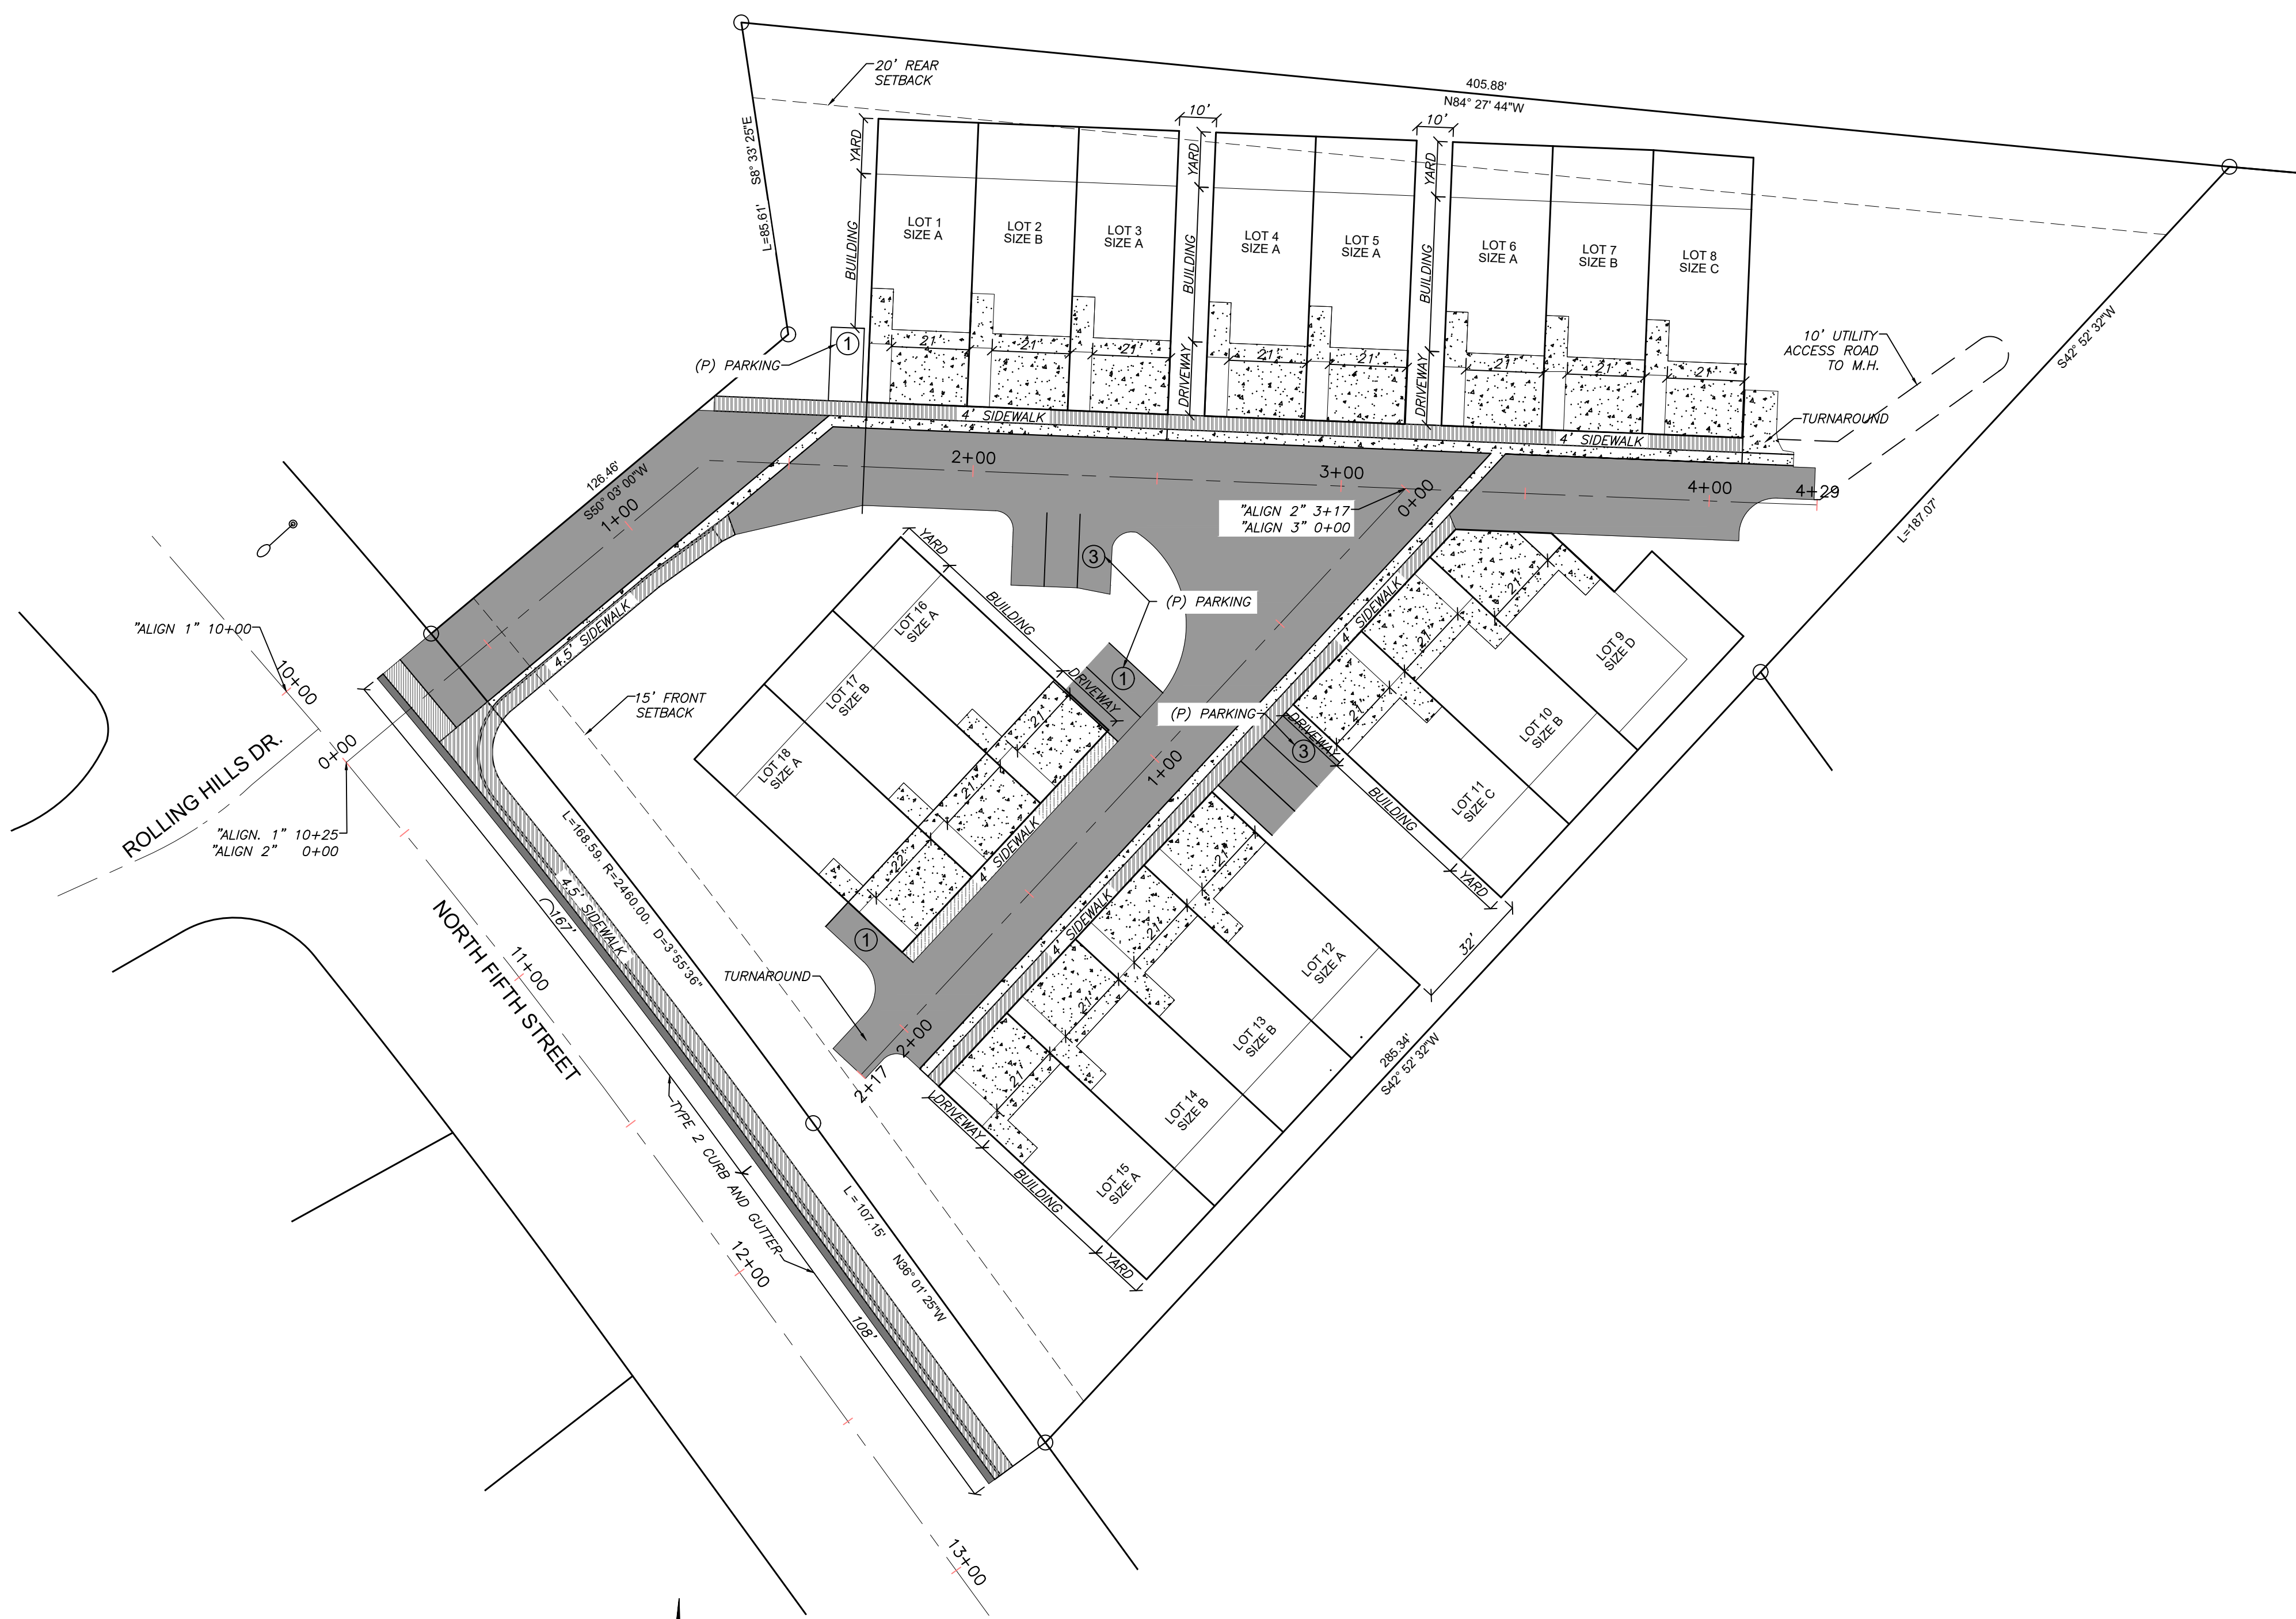 20' REAR
SETBACK
405.88'
N84° 27' 44"W
S8° 33' 25"E
L=85.61'
10'
10'
YARD
YARD
YARD
BUILDING
BUILDING
BUILDING
LOT 1
SIZE A
LOT 2
SIZE B
LOT 3
SIZE A
LOT 4
SIZE A
LOT 5
SIZE A
LOT 6
SIZE A
LOT 7
SIZE B
LOT 8
SIZE C
1
(P) PARKING
21'
21'
21'
21'
21'
21'
21'
21'
DRIVEWAY
DRIVEWAY
10' UTILITY
ACCESS ROAD
TO M.H.
S42° 52' 32"W
L=187.07'
TURNAROUND
4' SIDEWALK
4' SIDEWALK
126.46'
S50° 03' 00"W
1+00
2+00
3+00
4+00
4+29
0+00
"ALIGN 2" 3+17
"ALIGN 3" 0+00
3
(P) PARKING
1
(P) PARKING
3
"ALIGN 1" 10+00
10+00
0+00
ROLLING HILLS DR.
"ALIGN. 1" 10+25
"ALIGN 2" 0+00
4.5' SIDEWALK
15' FRONT
SETBACK
YARD
BUILDING
DRIVEWAY
LOT 16
SIZE A
LOT 17
SIZE B
LOT 18
SIZE A
21'
21'
22'
4' SIDEWALK
1
TURNAROUND
1+00
2+00
2+17
4' SIDEWALK
4' SIDEWALK
21'
21'
21'
LOT 9
SIZE D
LOT 10
SIZE B
LOT 11
SIZE C
DRIVEWAY
BUILDING
YARD
32'
21'
21'
21'
21'
LOT 12
SIZE A
LOT 13
SIZE B
LOT 14
SIZE B
LOT 15
SIZE A
DRIVEWAY
BUILDING
YARD
285.34'
S42° 52' 32"W
L=168.59, R=2460.00, D=3°55'36"
4.5' SIDEWALK
167'
NORTH FIFTH STREET
11+00
TYPE 2 CURB AND GUTTER
L =107.15'
N36° 01' 25"W
108'
12+00
13+00